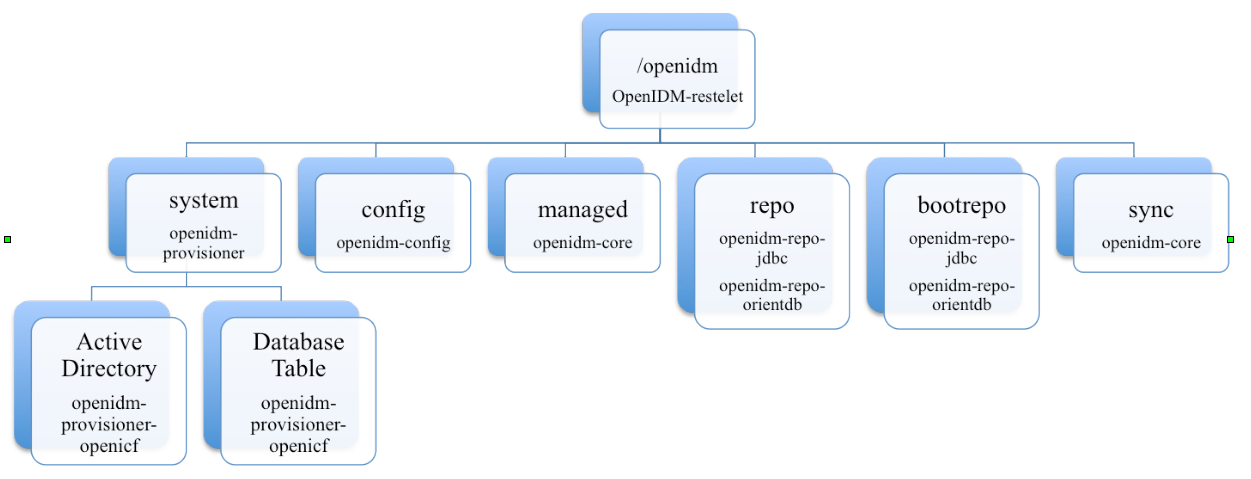 /openidm
OpenIDM-restelet
system
openidm-
provisioner
config
openidm-config
managed
openidm-core
repo
openidm-repo-
jdbc
openidm-repo-
orientdb
bootrepo
openidm-repo-
jdbc
openidm-repo-
orientdb
sync
openidm-core
Active
Directory
openidm-
provisioner-
openicf
Database
Table
openidm-
provisioner-
openicf